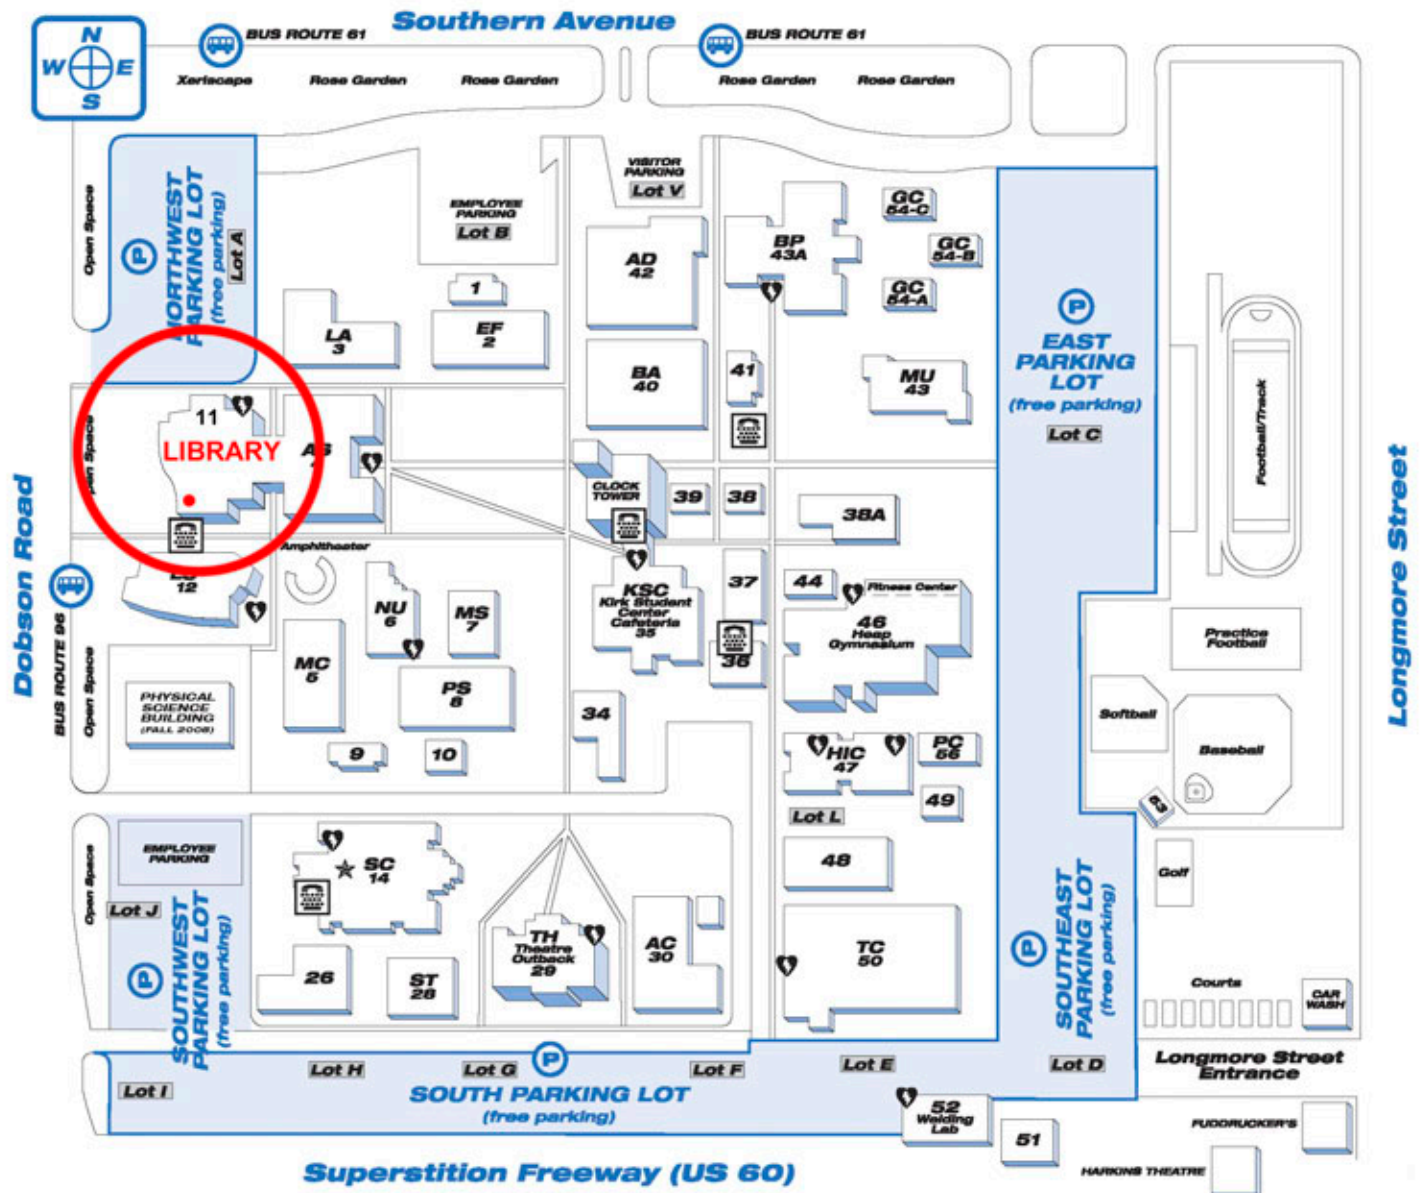 Southern Avenue
N
W E
S
BUS ROUTE 61
BUS ROUTE 61
Xeriscape
Rose Garden
Rose Garden
Rose Garden
Rose Garden
Open Space
P
NORTHWEST
PARKING LOT
(free parking)
Lot A
EMPLOYEE
PARKING
Lot B
VISITOR
PARKING
Lot V
1
LA
3
EF
2
AD
42
BA
40
BP
43A
GC
54-C
GC
54-B
GC
54-A
41
MU
43
P
EAST
PARKING
LOT
(free parking)
Lot C
Football/Track
Longmore Street
Dobson Road
Space
11
LIBRARY
CLOCK
TOWER
39
38
38A
Amphitheater
12
BUS ROUTE 96
Open Space
NU
6
MS
7
MC
5
PS
8
9
10
PHYSICAL
SCIENCE
BUILDING
(FALL 2008)
KSC
Kirk Student
Center
Cafeteria
35
37
36
34
44
Fitness Center
46
Heap
Gymnasium
HIC
47
PC
56
49
Lot L
48
Practice
Football
Softball
Baseball
53
Golf
Open Space
EMPLOYEE
PARKING
Lot J
P
SOUTHWEST
PARKING LOT
(free parking)
SC
14
26
ST
28
TH
Theatre
Outback
29
AC
30
TC
50
P
SOUTHEAST
PARKING LOT
(free parking)
Courts
CAR
WASH
Longmore Street
Entrance
Lot I
Lot H
Lot G
P
Lot F
Lot E
Lot D
SOUTH PARKING LOT
(free parking)
52
Welding
Lab
51
FUDDRUCKER'S
HARKINS THEATRE
Superstition Freeway (US 60)